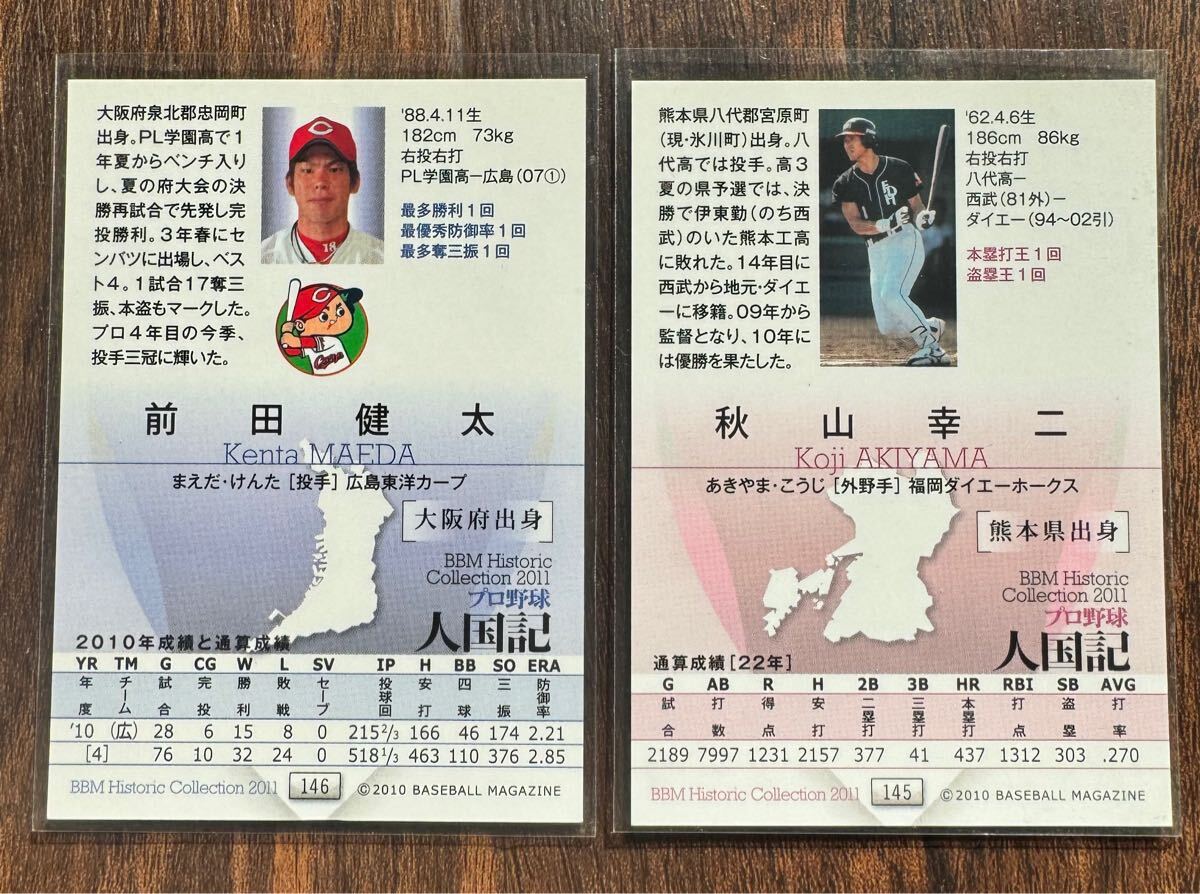 大阪府泉北郡忠岡町
出身。PL学園高で1
年夏からベンチ入り
し、夏の府大会の決
勝再試合で先発し完
投勝利。3年春にセ
ンバツに出場し、ベス
ト4。1試合17奪三
振、本盗もマークした。
プロ4年目の今季、
投手三冠に輝いた。
'88.4.11生
182cm 73kg
右投右打
PL学園高ー広島(07①)
最多勝利1回
最優秀防御率1回
最多奪三振1回
C
18
C
Carp
前田健太
Kenta MAEDA
まえだ・けんた [投手] 広島東洋カープ
大阪府出身
BBM Historic
Collection 2011
プロ野球
人国記
2010年成績と通算成績
YR TM G CG W L SV IP H BB SO ERA
年度 チーム 試合 完投 勝利 敗戦 セーブ 投球回 安打 四球 三振 防御率
'10 (広) 28 6 15 8 0 215 2/3 166 46 174 2.21
[4] 76 10 32 24 0 518 1/3 463 110 376 2.85
BBM Historic Collection 2011 146 ©2010 BASEBALL MAGAZINE
熊本県八代郡宮原町
(現・氷川町)出身。八
代高では投手。高3
夏の県予選では、決
勝で伊東勤(のち西
武)のいた熊本工高
に敗れた。14年目に
西武から地元・ダイエ
ーに移籍。09年から
監督となり、10年に
は優勝を果たした。
FDH
'62.4.6生
186cm 86kg
右投右打
八代高ー
西武(81外)ー
ダイエー(94〜02引)
本塁打王1回
盗塁王1回
秋山幸二
Koji AKIYAMA
あきやま・こうじ [外野手] 福岡ダイエーホークス
熊本県出身
BBM Historic
Collection 2011
プロ野球
人国記
通算成績[22年]
G AB R H 2B 3B HR RBI SB AVG
試合 打数 得点 安打 二塁打 三塁打 本塁打 打点 盗塁 打率
2189 7997 1231 2157 377 41 437 1312 303 .270
BBM Historic Collection 2011 145 ©2010 BASEBALL MAGAZINE